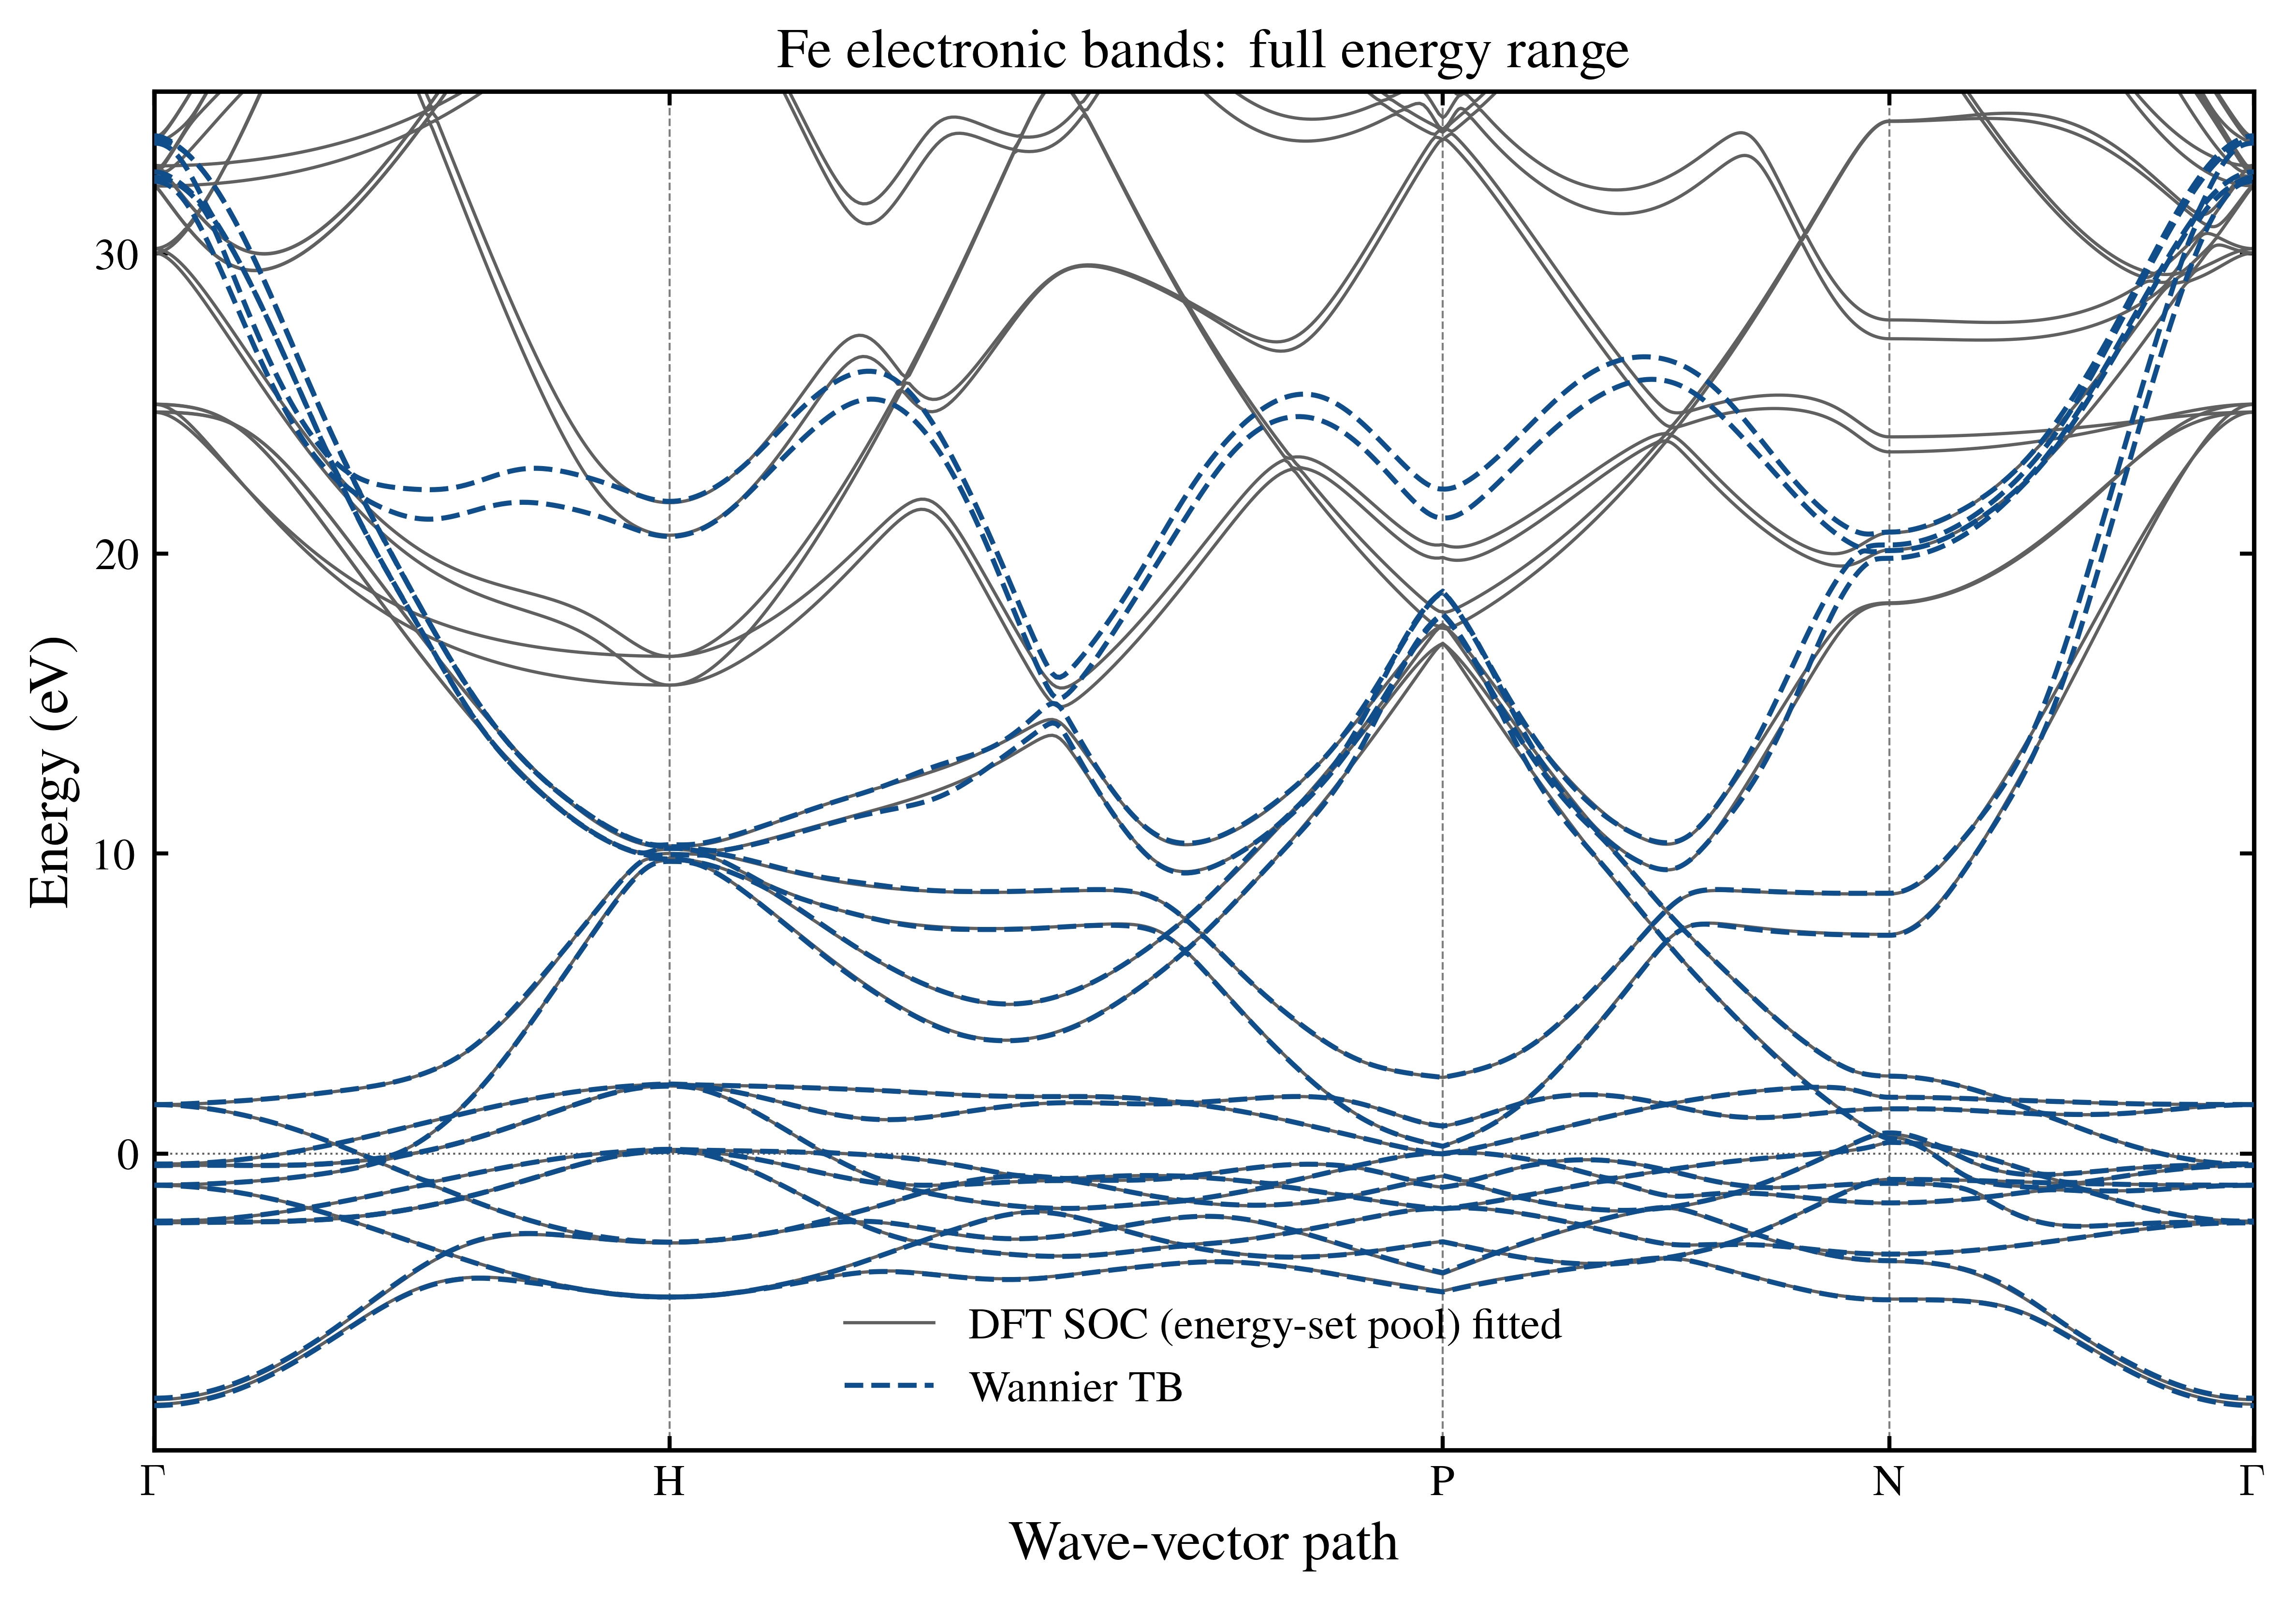 Fe electronic bands: full energy range
Energy (eV)
30
20
10
0
DFT SOC (energy-set pool) fitted
Wannier TB
Γ H P N Γ
Wave-vector path